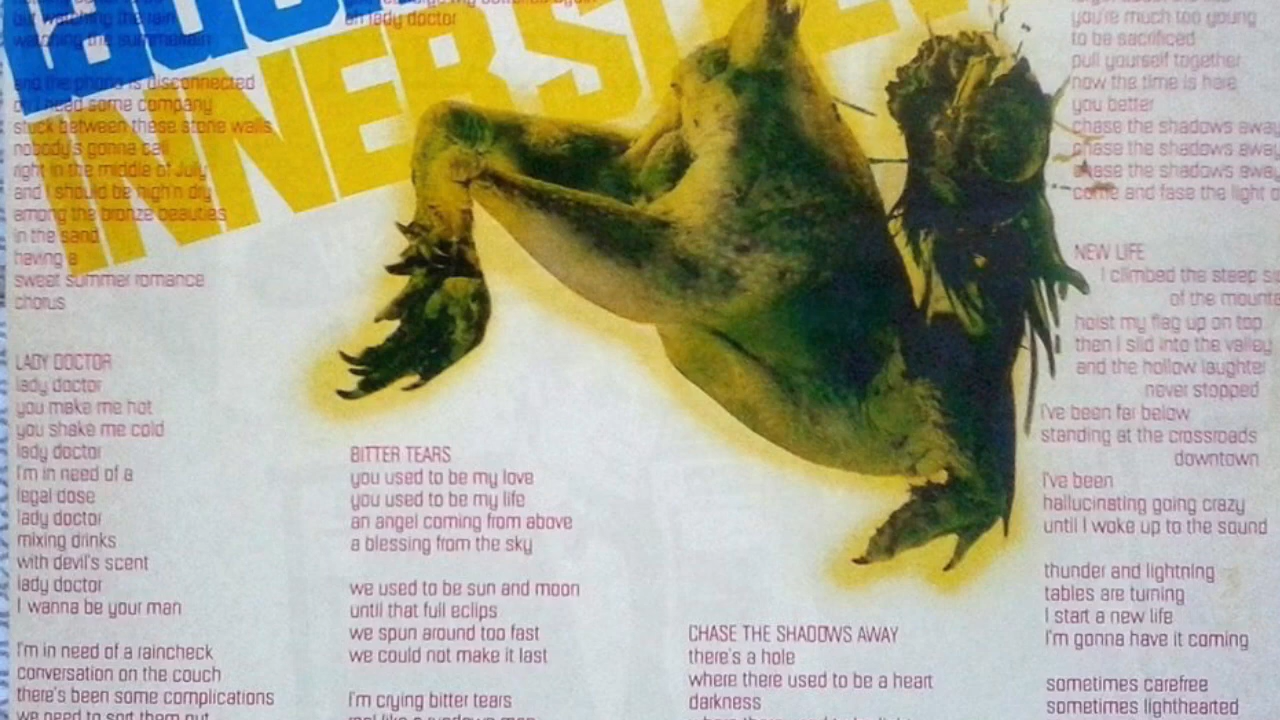 but watching the rain
watching the summerrain
and the phone is disconnected
oh I need some company
stuck between these stone walls
nobody's gonna call
right in the middle of July
and I should be high'n dry
among the bronze beauties
in the sand
having a
sweet summer romance
chorus
LADY DOCTOR
lady doctor
you make me hot
you shake me cold
lady doctor
I'm in need of a
legal dose
lady doctor
mixing drinks
with devil's scent
lady doctor
I wanna be your man
I'm in need of a raincheck
conversation on the couch
there's been some complications
we need to sort them out
lady doctor
INNER
BITTER TEARS
you used to be my love
you used to be my life
an angel coming from above
a blessing from the sky
we used to be sun and moon
until that full eclips
we spun around too fast
we could not make it last
I'm crying bitter tears
CHASE THE SHADOWS AWAY
there's a hole
where there used to be a heart
darkness
you're much too young
to be sacrificed
pull yourself together
now the time is here
you better
chase the shadows away
chase the shadows away
chase the shadows away
come and fase the light
NEW LIFE
I climbed the steep
of the
hoist my flag up on top
then I slid into the valley
and the hollow laughter
never stopped
I've been far below
standing at the crossroads
downtown
I've been
hallucinating going crazy
until I woke up to the sound
thunder and lightning
tables are turning
I start a new life
I'm gonna have it coming
sometimes carefree
sometimes lighthearted